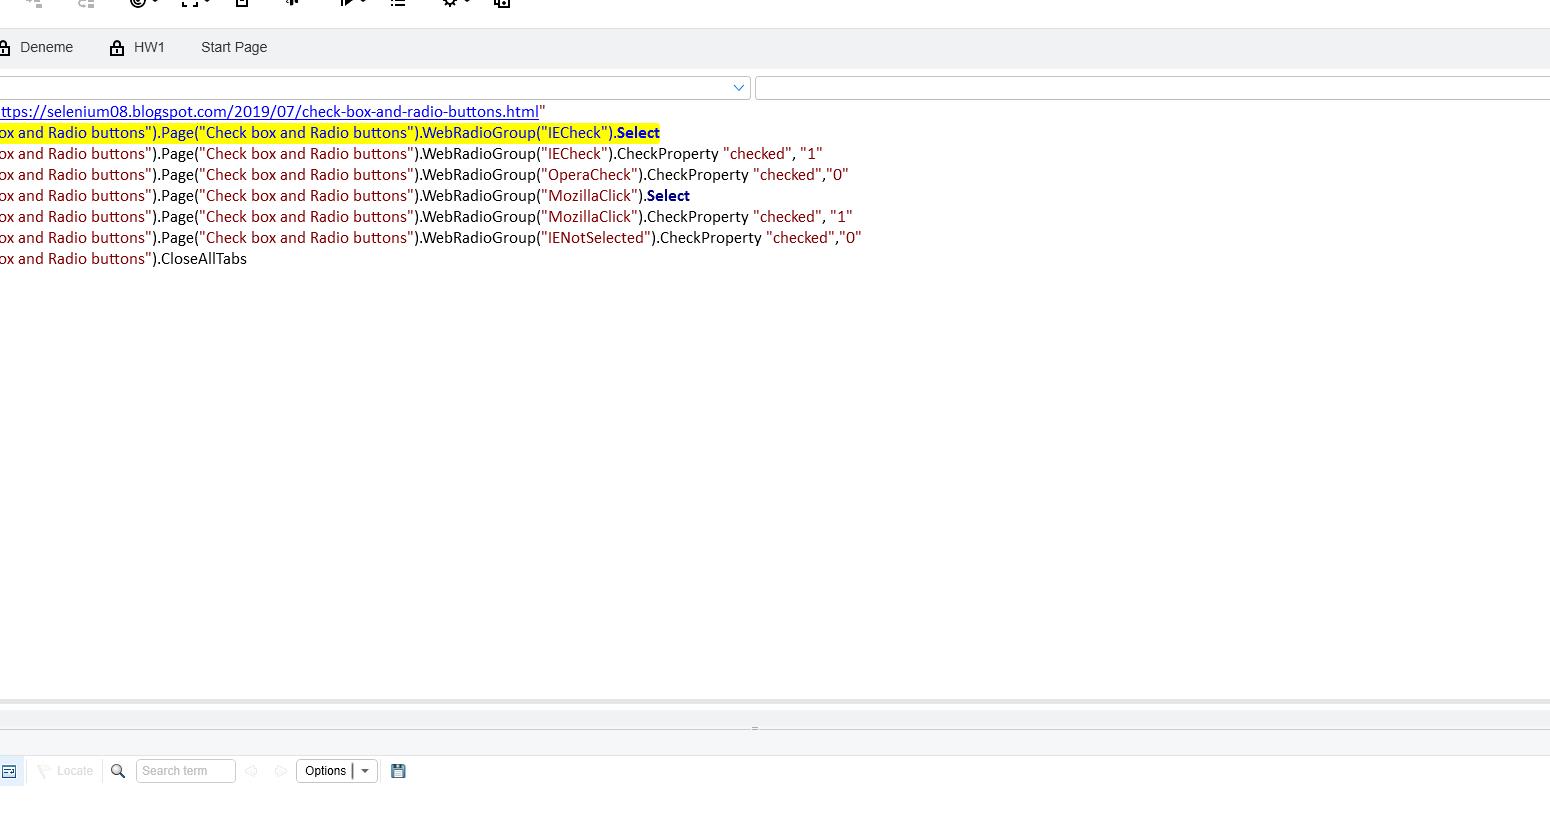 Deneme HW1 Start Page
ttps://selenium08.blogspot.com/2019/07/check-box-and-radio-buttons.html"
ox and Radio buttons").Page("Check box and Radio buttons").WebRadioGroup("IECheck").Select
ox and Radio buttons").Page("Check box and Radio buttons").WebRadioGroup("IECheck").CheckProperty "checked", "1"
ox and Radio buttons").Page("Check box and Radio buttons").WebRadioGroup("OperaCheck").CheckProperty "checked","0"
ox and Radio buttons").Page("Check box and Radio buttons").WebRadioGroup("MozillaClick").Select
ox and Radio buttons").Page("Check box and Radio buttons").WebRadioGroup("MozillaClick").CheckProperty "checked", "1"
ox and Radio buttons").Page("Check box and Radio buttons").WebRadioGroup("IENotSelected").CheckProperty "checked","0"
ox and Radio buttons").CloseAllTabs
Locate Search term Options